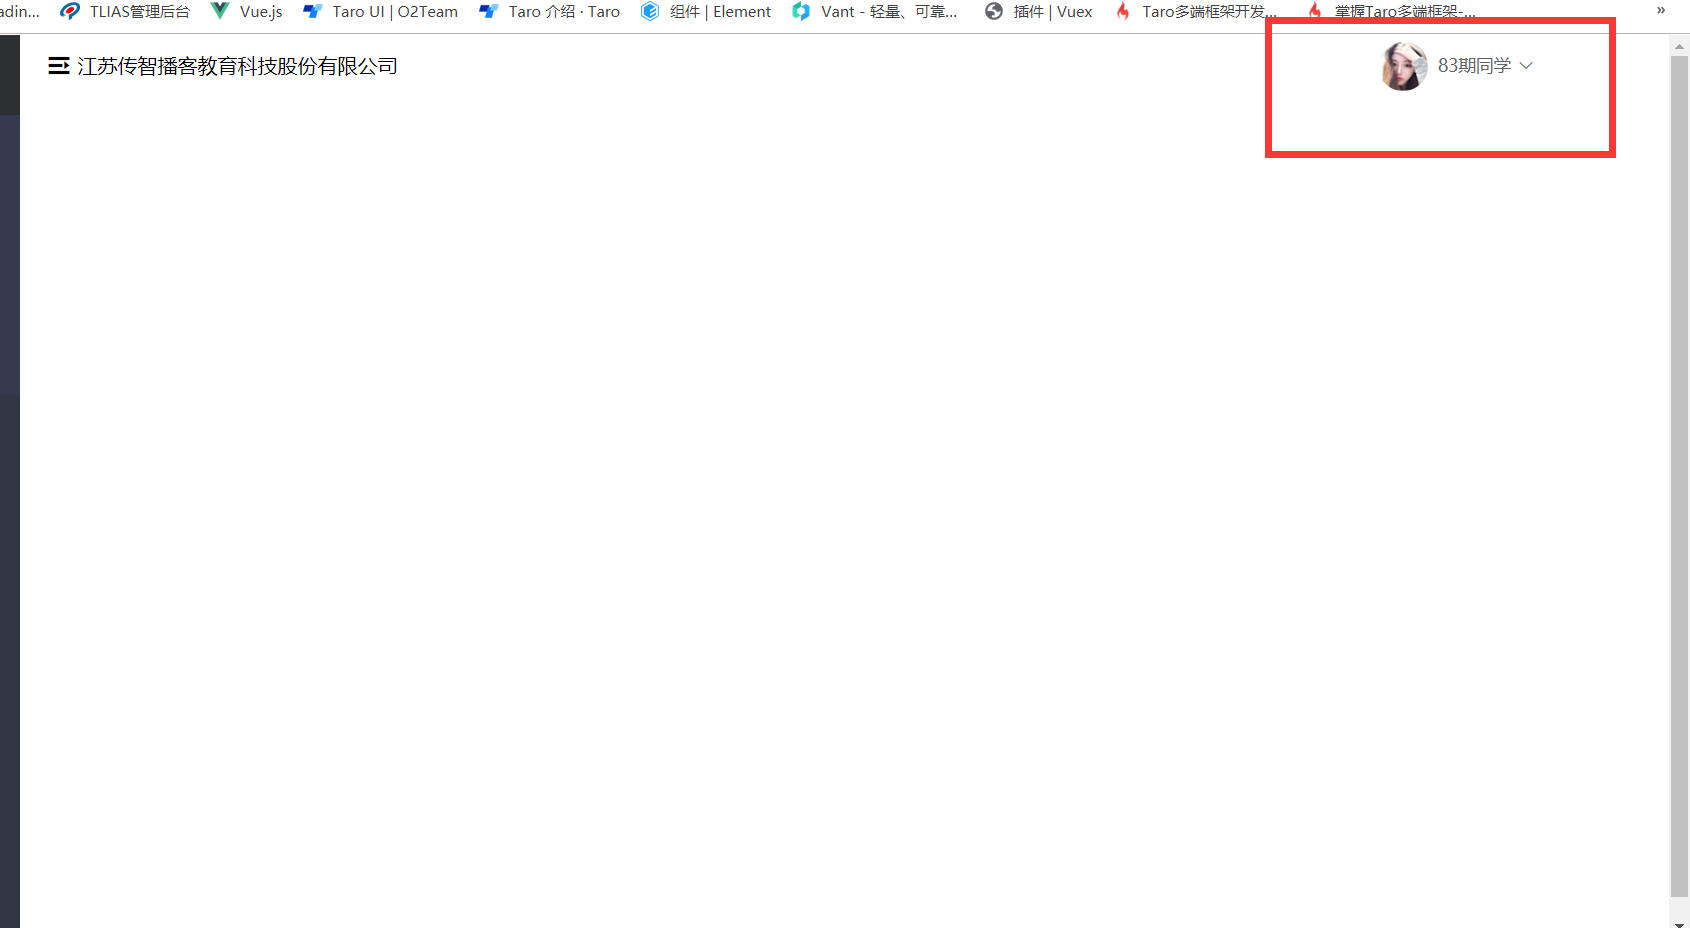 adin... TLIAS管理后台 Vue.js Taro UI | O2Team Taro 介绍 · Taro 组件 | Element Vant - 轻量、可靠... 插件 | Vuex Taro多端框架开发... 掌握Taro多端框架-... »
江苏传智播客教育科技股份有限公司 83期同学